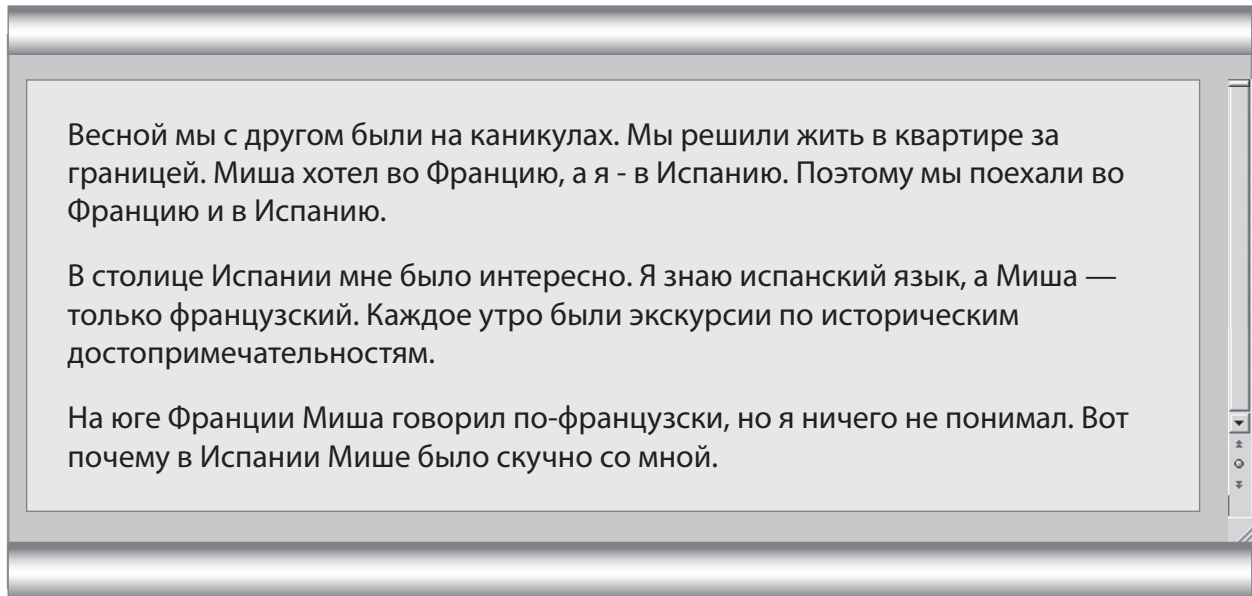 Весной мы с другом были на каникулах. Мы решили жить в квартире за
границей. Миша хотел во Францию, а я - в Испанию. Поэтому мы поехали во
Францию и в Испанию.
В столице Испании мне было интересно. Я знаю испанский язык, а Миша —
только французский. Каждое утро были экскурсии по историческим
достопримечательностям.
На юге Франции Миша говорил по-французски, но я ничего не понимал. Вот
почему в Испании Мише было скучно со мной.